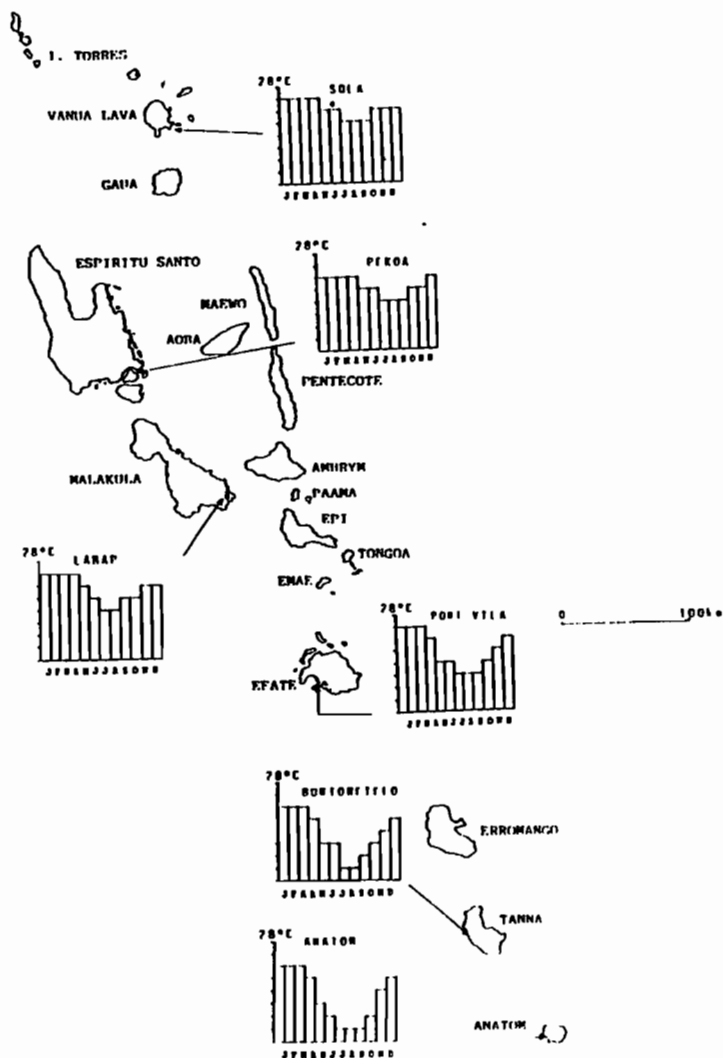 I. TORRES
28°C
SOLA
VANUA LAVA
GAUA
J F M A M J J A S O N D
28°C
PEKOA
ESPIRITU SANTO
MAEWO
AOBA
J F M A M J J A S O N D
PENTECOTE
MALAKULA
AMBRYM
PAAMA
EPI
28°C
LAMAP
TONGOA
EMAE
28°C
PORT VILA
0 100
J F M A M J J A S O N D
EFATE
J F M A M J J A S O N D
28°C
ERROMANGO
J F M A M J J A S O N D
TANNA
28°C
ANATOM
ANATOM
J F M A M J J A S O N D